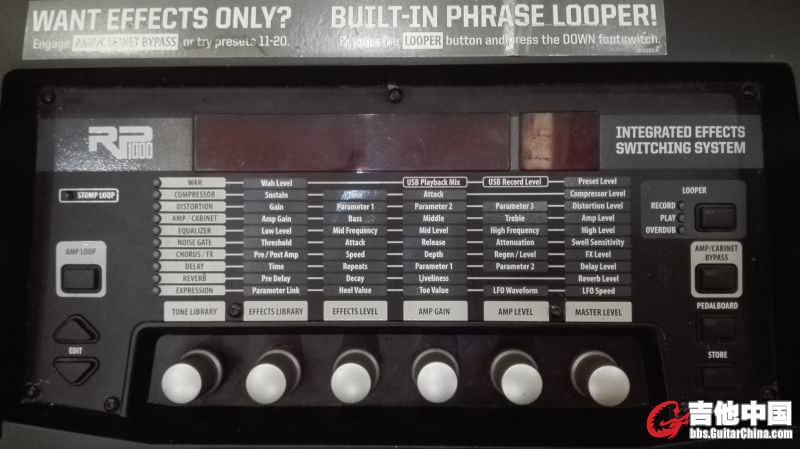 WANT EFFECTS ONLY?
Engage AMP/CABINET BYPASS or try presets 11-20.
BUILT-IN PHRASE LOOPER!
the LOOPER button and press the DOWN footswitch.
RP
1000
INTEGRATED EFFECTS
SWITCHING SYSTEM
STOMP LOOP
AMP LOOP
EDIT
WAH Wah Level USB Playback Mix USB Record Level Preset Level
COMPRESSOR Sustain Attack Compressor Level
DISTORTION Gain Parameter 1 Parameter 2 Parameter 3 Distortion Level
AMP / CABINET Amp Gain Bass Middle Treble Amp Level
EQUALIZER Low Level Mid Frequency Mid Level High Frequency High Level
NOISE GATE Threshold Attack Release Attenuation Swell Sensitivity
CHORUS / FX Pre / Post Amp Speed Depth Regen / Level FX Level
DELAY Time Repeats Parameter 1 Parameter 2 Delay Level
REVERB Pre Delay Decay Liveliness Reverb Level
EXPRESSION Parameter Link Heel Value Toe Value LFO Waveform LFO Speed
TONE LIBRARY EFFECTS LIBRARY EFFECTS LEVEL AMP GAIN AMP LEVEL MASTER LEVEL
LOOPER
RECORD
PLAY
OVERDUB
AMP/CABINET
BYPASS
PEDALBOARD
STORE
吉他中国
bbs.GuitarChina.com